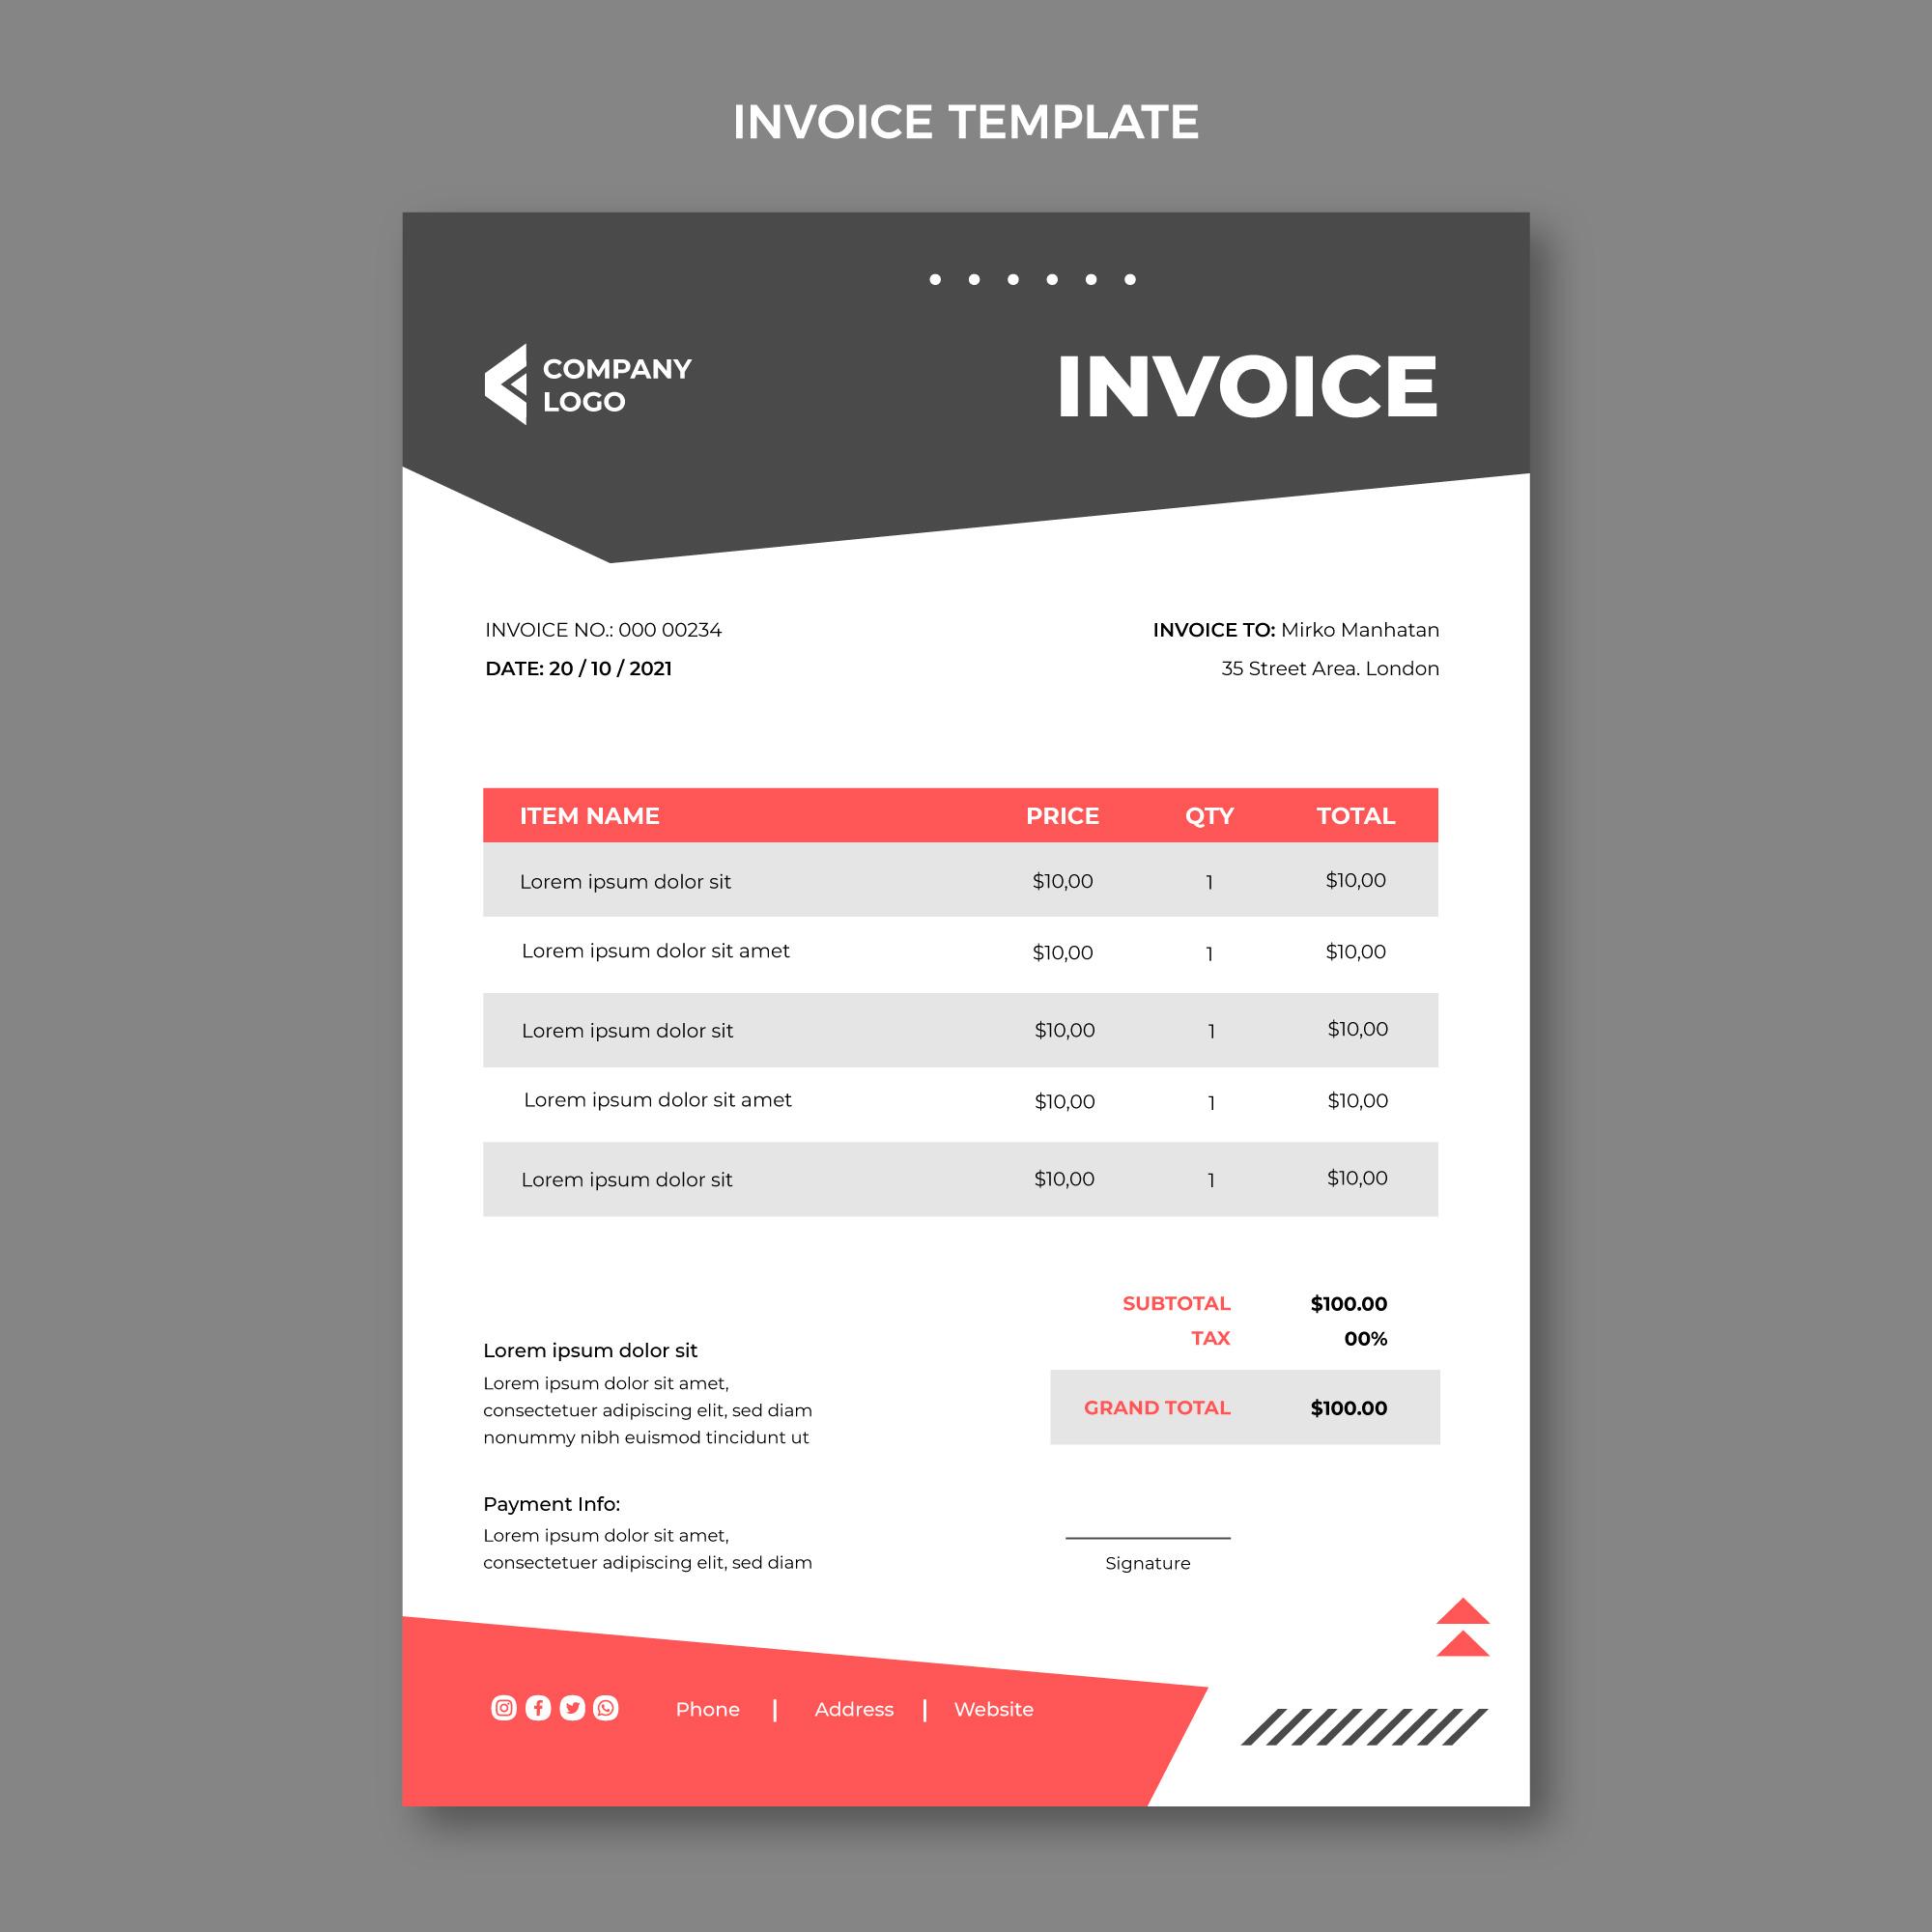 INVOICE TEMPLATE
COMPANY
LOGO
INVOICE
INVOICE NO.: 000 00234
DATE: 20 / 10 / 2021
INVOICE TO: Mirko Manhatan
35 Street Area. London
ITEM NAME PRICE QTY TOTAL
Lorem ipsum dolor sit $10,00 1 $10,00
Lorem ipsum dolor sit amet $10,00 1 $10,00
Lorem ipsum dolor sit $10,00 1 $10,00
Lorem ipsum dolor sit amet $10,00 1 $10,00
Lorem ipsum dolor sit $10,00 1 $10,00
SUBTOTAL $100.00
TAX 00%
GRAND TOTAL $100.00
Lorem ipsum dolor sit
Lorem ipsum dolor sit amet,
consectetuer adipiscing elit, sed diam
nonummy nibh euismod tincidunt ut
Payment Info:
Lorem ipsum dolor sit amet,
consectetuer adipiscing elit, sed diam
Signature
Phone | Address | Website